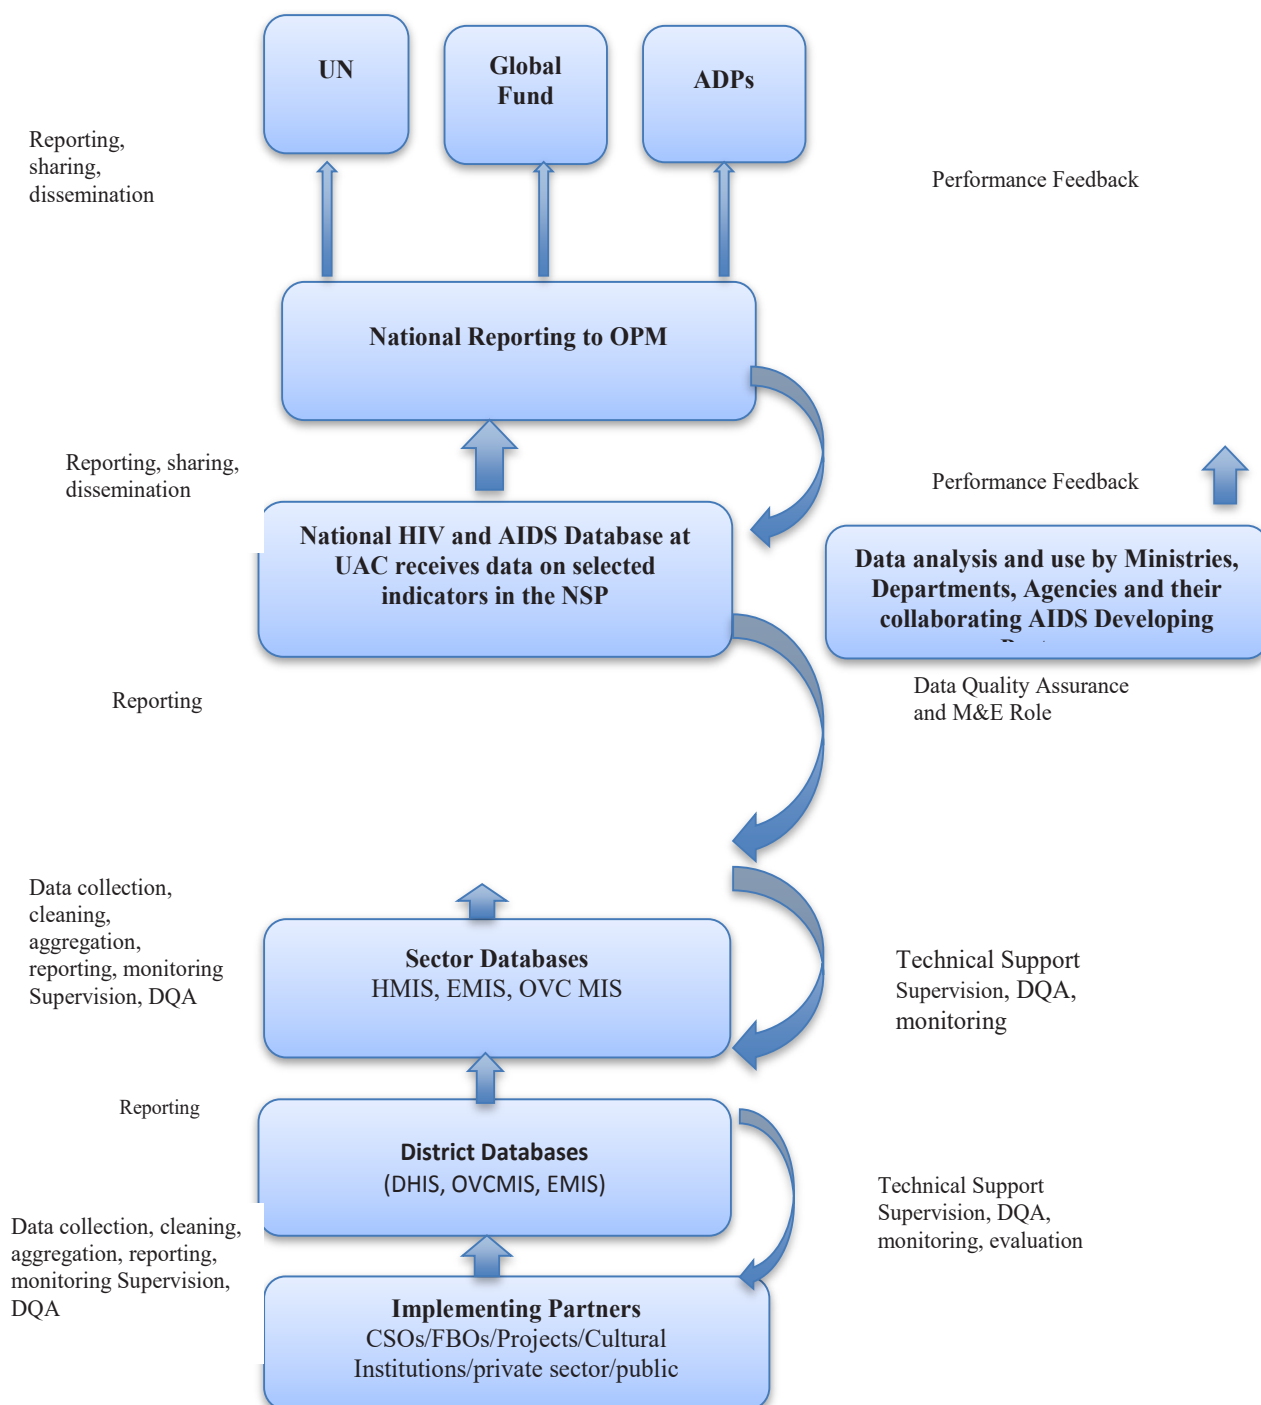 UN
Global
Fund
ADPs
Reporting,
sharing,
dissemination
Performance Feedback
National Reporting to OPM
Reporting, sharing,
dissemination
Performance Feedback
National HIV and AIDS Database at
UAC receives data on selected
indicators in the NSP
Data analysis and use by Ministries,
Departments, Agencies and their
collaborating AIDS Developing
Reporting
Data Quality Assurance
and M&E Role
Data collection,
cleaning,
aggregation,
reporting, monitoring
Supervision, DQA
Sector Databases
HMIS, EMIS, OVC MIS
Technical Support
Supervision, DQA,
monitoring
Reporting
District Databases
(DHIS, OVCMIS, EMIS)
Technical Support
Supervision, DQA,
monitoring, evaluation
Data collection, cleaning,
aggregation, reporting,
monitoring Supervision,
DQA
Implementing Partners
CSOs/FBOs/Projects/Cultural
Institutions/private sector/public